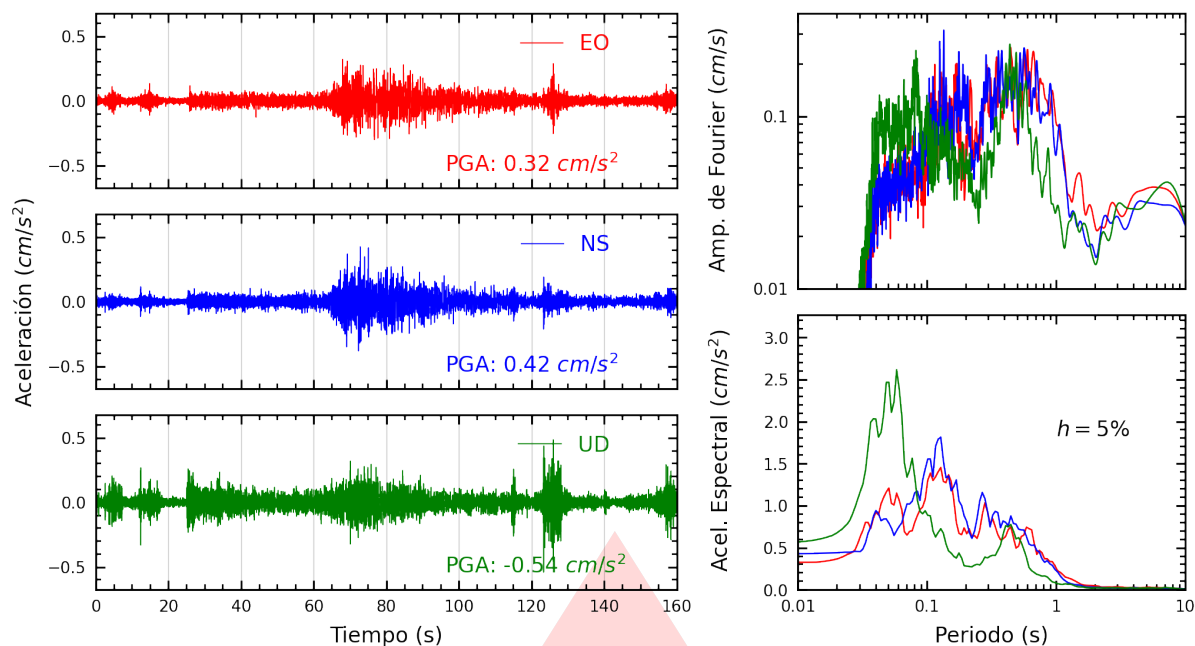 Aceleración (cm/s²)
0.5
0.0
−0.5
EO
PGA: 0.32 cm/s²
0.5
0.0
−0.5
NS
PGA: 0.42 cm/s²
0.5
0.0
−0.5
UD
PGA: -0.54 cm/s²
0 20 40 60 80 100 120 140 160
Tiempo (s)
Amp. de Fourier (cm/s)
0.1
0.01
Acel. Espectral (cm/s²)
3.0
2.5
2.0
1.5
1.0
0.5
0.0
h = 5%
0.01 0.1 1 10
Periodo (s)